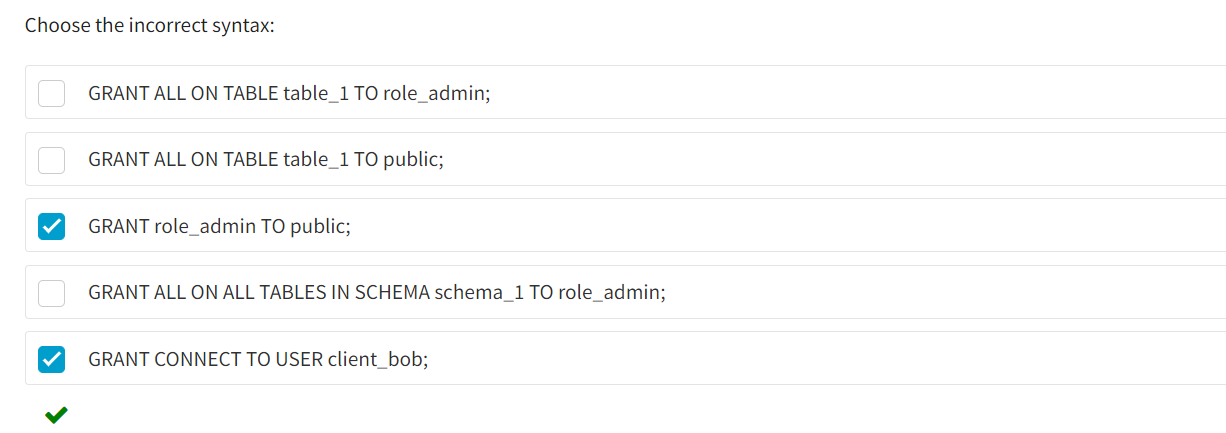 Choose the incorrect syntax:
GRANT ALL ON TABLE table_1 TO role_admin;
GRANT ALL ON TABLE table_1 TO public;
GRANT role_admin TO public;
GRANT ALL ON ALL TABLES IN SCHEMA schema_1 TO role_admin;
GRANT CONNECT TO USER client_bob;